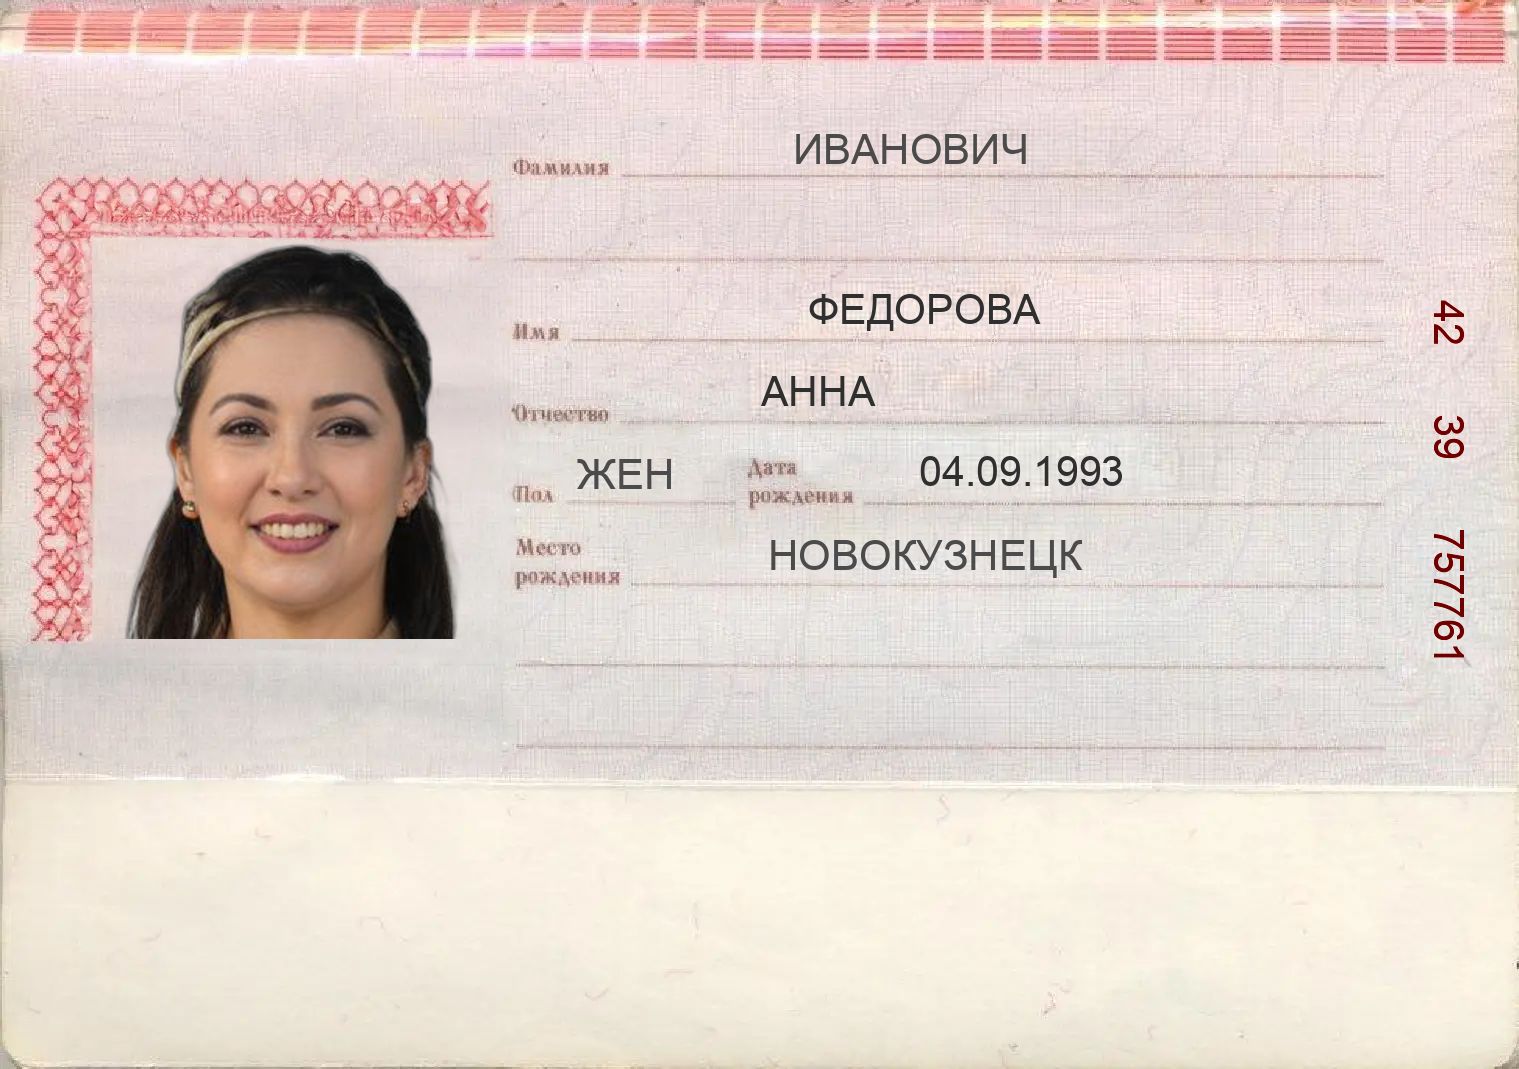 Фамилия ИВАНОВИЧ
Имя ФЕДОРОВА
Отчество АННА
Пол ЖЕН Дата рождения 04.09.1993
Место рождения НОВОКУЗНЕЦК
42 39 757761